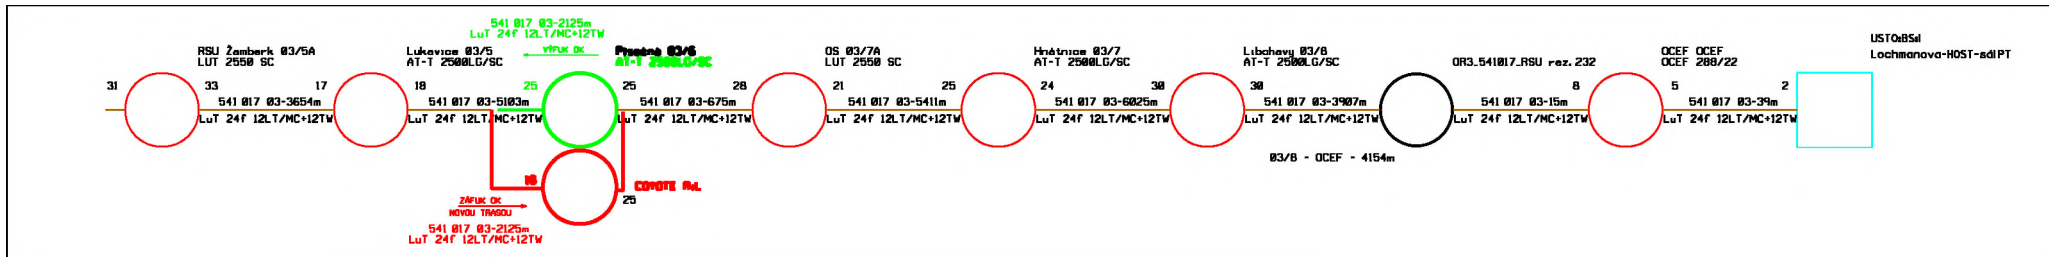 541 017 03-2125m
LuT 24f 12LT/MC+12TW
VÝFUK OK
RSU Žamberk 03/5A
LUT 2550 SC
Lukavice 03/5
AT-T 2500LG/SC
03/6
AT-T 2500LG/SC
OS 03/7A
LUT 2550 SC
Hnátnice 03/7
AT-T 2500LG/SC
Libchavy 03/8
AT-T 2500LG/SC
OR3_541017_RSU rez.232
OCEF OCEF
OCEF 288/22
Lochmanova-HOST-sálPT
31
33
17
18
25
25
28
21
25
24
30
30
8
5
2
541 017 03-3654m
LuT 24f 12LT/MC+12TW
541 017 03-5103m
LuT 24f 12LT/MC+12TW
541 017 03-675m
LuT 24f 12LT/MC+12TW
541 017 03-5411m
LuT 24f 12LT/MC+12TW
541 017 03-6025m
LuT 24f 12LT/MC+12TW
541 017 03-3907m
LuT 24f 12LT/MC+12TW
541 017 03-15m
LuT 24f 12LT/MC+12TW
541 017 03-39m
LuT 24f 12LT/MC+12TW
03/8 - OCEF - 4154m
COYOTE
25
ZÁFUK OK
NOVOU TRASOU
541 017 03-2125m
LuT 24f 12LT/MC+12TW